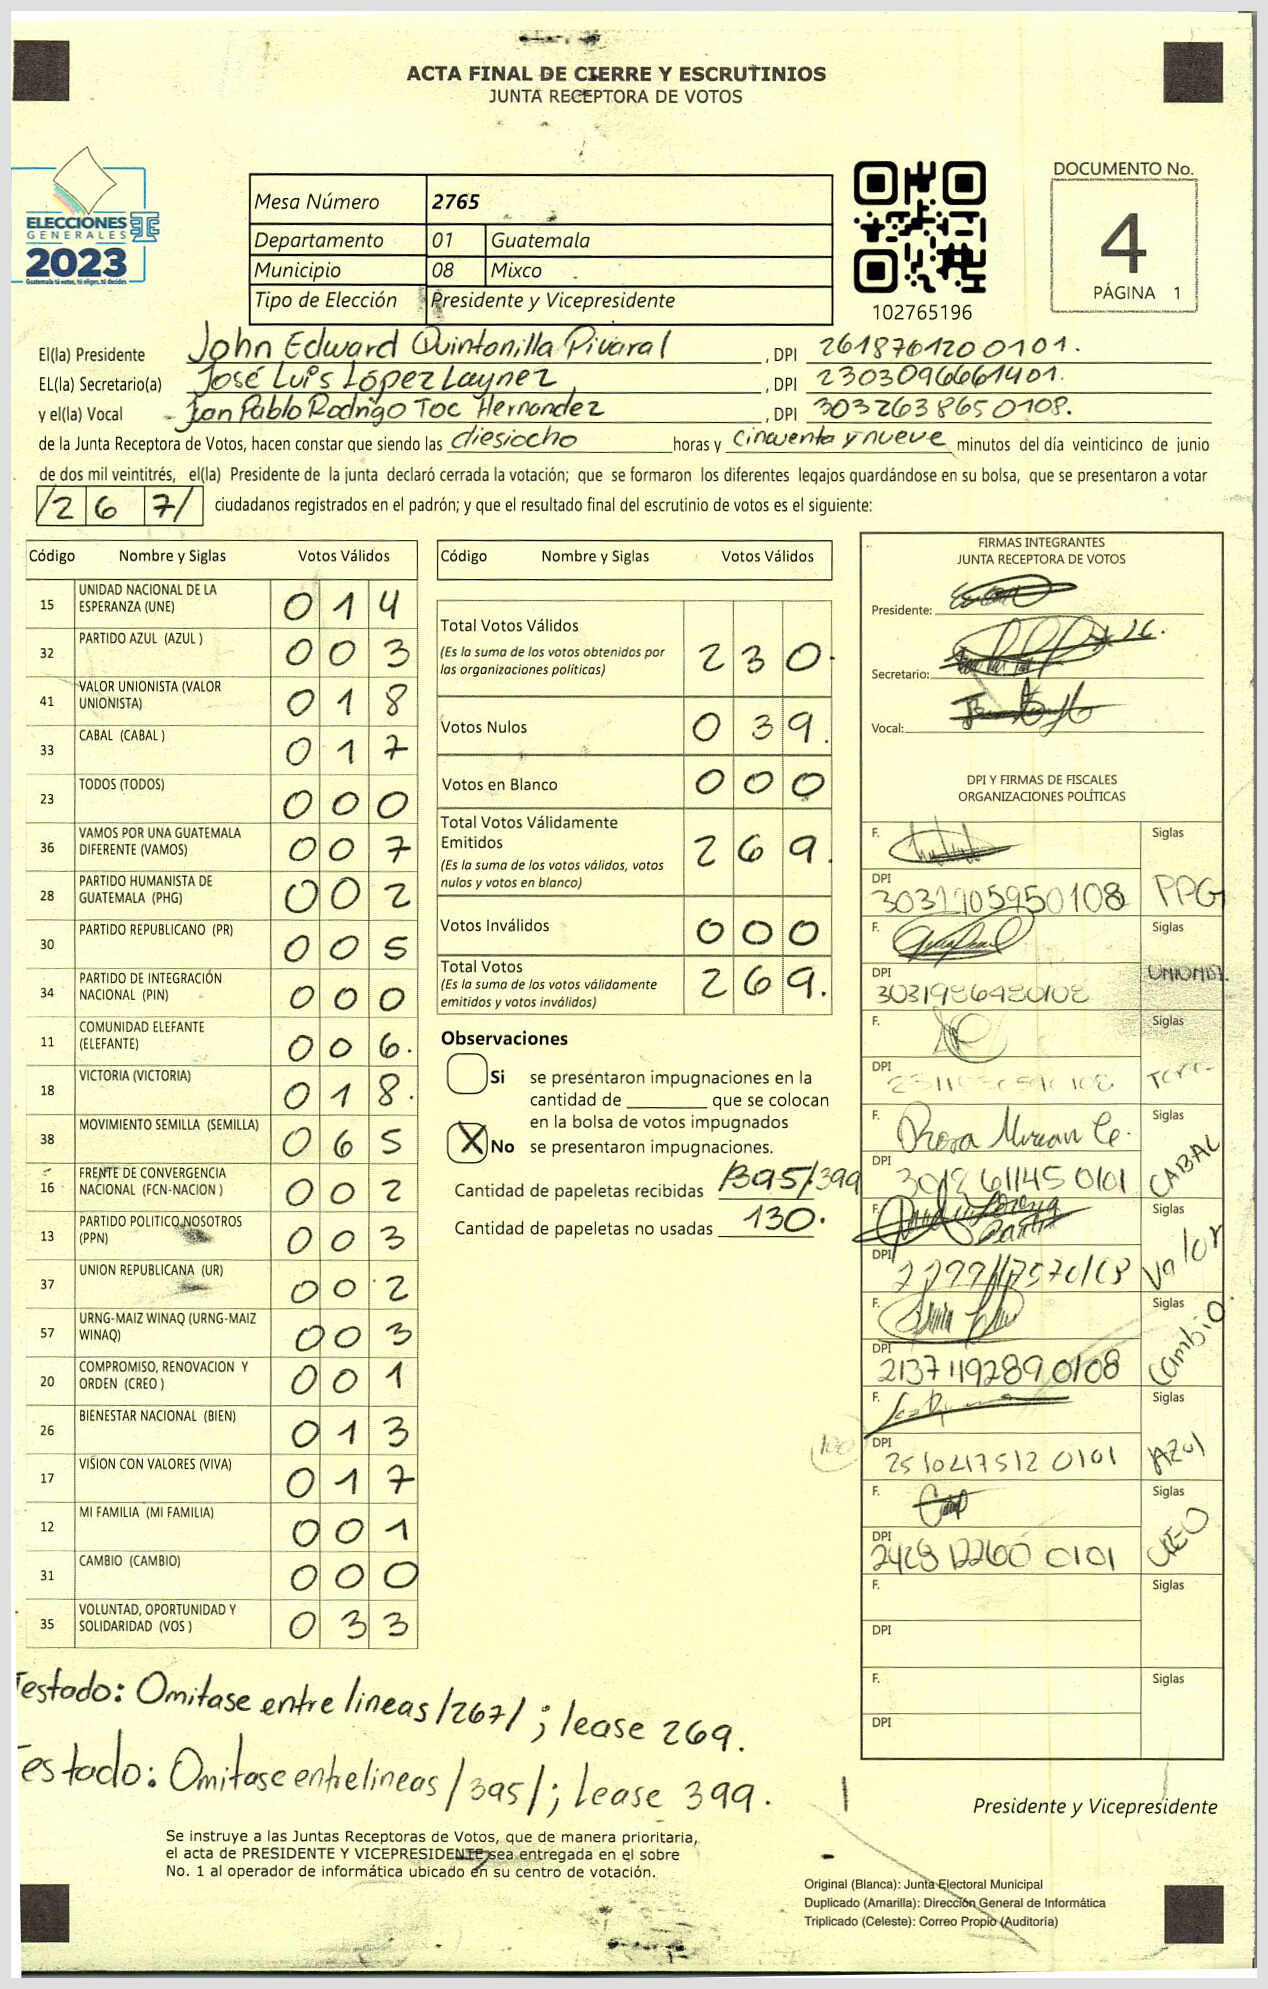 ACTA FINAL DE CIERRE Y ESCRUTINIOS
JUNTA RECEPTORA DE VOTOS
ELECCIONES
GENERALES
2023
Guatemala tú votas, tú eliges, tú decides
Mesa Número 2765
Departamento 01 Guatemala
Municipio 08 Mixco
Tipo de Elección Presidente y Vicepresidente
102765196
DOCUMENTO No.
4
PÁGINA 1
El(la) Presidente John Edward Quintonilla Pivaral, DPI 2618761200101.
EL(la) Secretario(a) José Luis López Laynez, DPI 2303096661401.
y el(la) Vocal Jan Pablo Rodrigo Toc Hernandez, DPI 3032638650108.
de la Junta Receptora de Votos, hacen constar que siendo las diesiocho horas y cincuenta y nueve minutos del día veinticinco de junio
de dos mil veintitrés, el(la) Presidente de la junta declaró cerrada la votación; que se formaron los diferentes legajos guardándose en su bolsa, que se presentaron a votar
/267/ ciudadanos registrados en el padrón; y que el resultado final del escrutinio de votos es el siguiente:
Código Nombre y Siglas Votos Válidos
15 UNIDAD NACIONAL DE LA ESPERANZA (UNE) 014
32 PARTIDO AZUL (AZUL ) 003
41 VALOR UNIONISTA (VALOR UNIONISTA) 018
33 CABAL (CABAL ) 017
23 TODOS (TODOS) 000
36 VAMOS POR UNA GUATEMALA DIFERENTE (VAMOS) 007
28 PARTIDO HUMANISTA DE GUATEMALA (PHG) 002
30 PARTIDO REPUBLICANO (PR) 005
34 PARTIDO DE INTEGRACIÓN NACIONAL (PIN) 000
11 COMUNIDAD ELEFANTE (ELEFANTE) 006.
18 VICTORIA (VICTORIA) 018.
38 MOVIMIENTO SEMILLA (SEMILLA) 065
16 FRENTE DE CONVERGENCIA NACIONAL (FCN-NACION ) 002
13 PARTIDO POLITICO NOSOTROS (PPN) 003
37 UNION REPUBLICANA (UR) 002
57 URNG-MAIZ WINAQ (URNG-MAIZ WINAQ) 003
20 COMPROMISO, RENOVACION Y ORDEN (CREO ) 001
26 BIENESTAR NACIONAL (BIEN) 013
17 VISION CON VALORES (VIVA) 017
12 MI FAMILIA (MI FAMILIA) 001
31 CAMBIO (CAMBIO) 000
35 VOLUNTAD, OPORTUNIDAD Y SOLIDARIDAD (VOS ) 033
Código Nombre y Siglas Votos Válidos
Total Votos Válidos 230.
(Es la suma de los votos obtenidos por
las organizaciones políticas)
Votos Nulos 039.
Votos en Blanco 000
Total Votos Válidamente
Emitidos 269.
(Es la suma de los votos válidos, votos
nulos y votos en blanco)
Votos Inválidos 000
Total Votos 269.
(Es la suma de los votos válidamente
emitidos y votos inválidos)
Observaciones
Si se presentaron impugnaciones en la
cantidad de ________ que se colocan
en la bolsa de votos impugnados
X No se presentaron impugnaciones.
Cantidad de papeletas recibidas /395/399
Cantidad de papeletas no usadas 130.
FIRMAS INTEGRANTES
JUNTA RECEPTORA DE VOTOS
Presidente:
Secretario:
Vocal:
DPI Y FIRMAS DE FISCALES
ORGANIZACIONES POLÍTICAS
F. Siglas
DPI 3031905950108 PPG
F. Siglas
DPI 3031986480108
F. Siglas
DPI
F. Rosa Siglas
DPI CABAL
F. Siglas
DPI Valor
F. Siglas
DPI 2137119289 0108 Cambio
F. Siglas
DPI 2510417512 0101 Azul
F. Siglas
DPI 2428 12260 0101 CREO
F. Siglas
DPI
F. Siglas
DPI
Testado: Omitase entre lineas /267/; lease 269.
Testado: Omitase entrelineas /395/; lease 399.
Presidente y Vicepresidente
Se instruye a las Juntas Receptoras de Votos, que de manera prioritaria,
el acta de PRESIDENTE Y VICEPRESIDENTE sea entregada en el sobre
No. 1 al operador de informática ubicado en su centro de votación.
Original (Blanca): Junta Electoral Municipal
Duplicado (Amarilla): Dirección General de Informática
Triplicado (Celeste): Correo Propio (Auditoría)